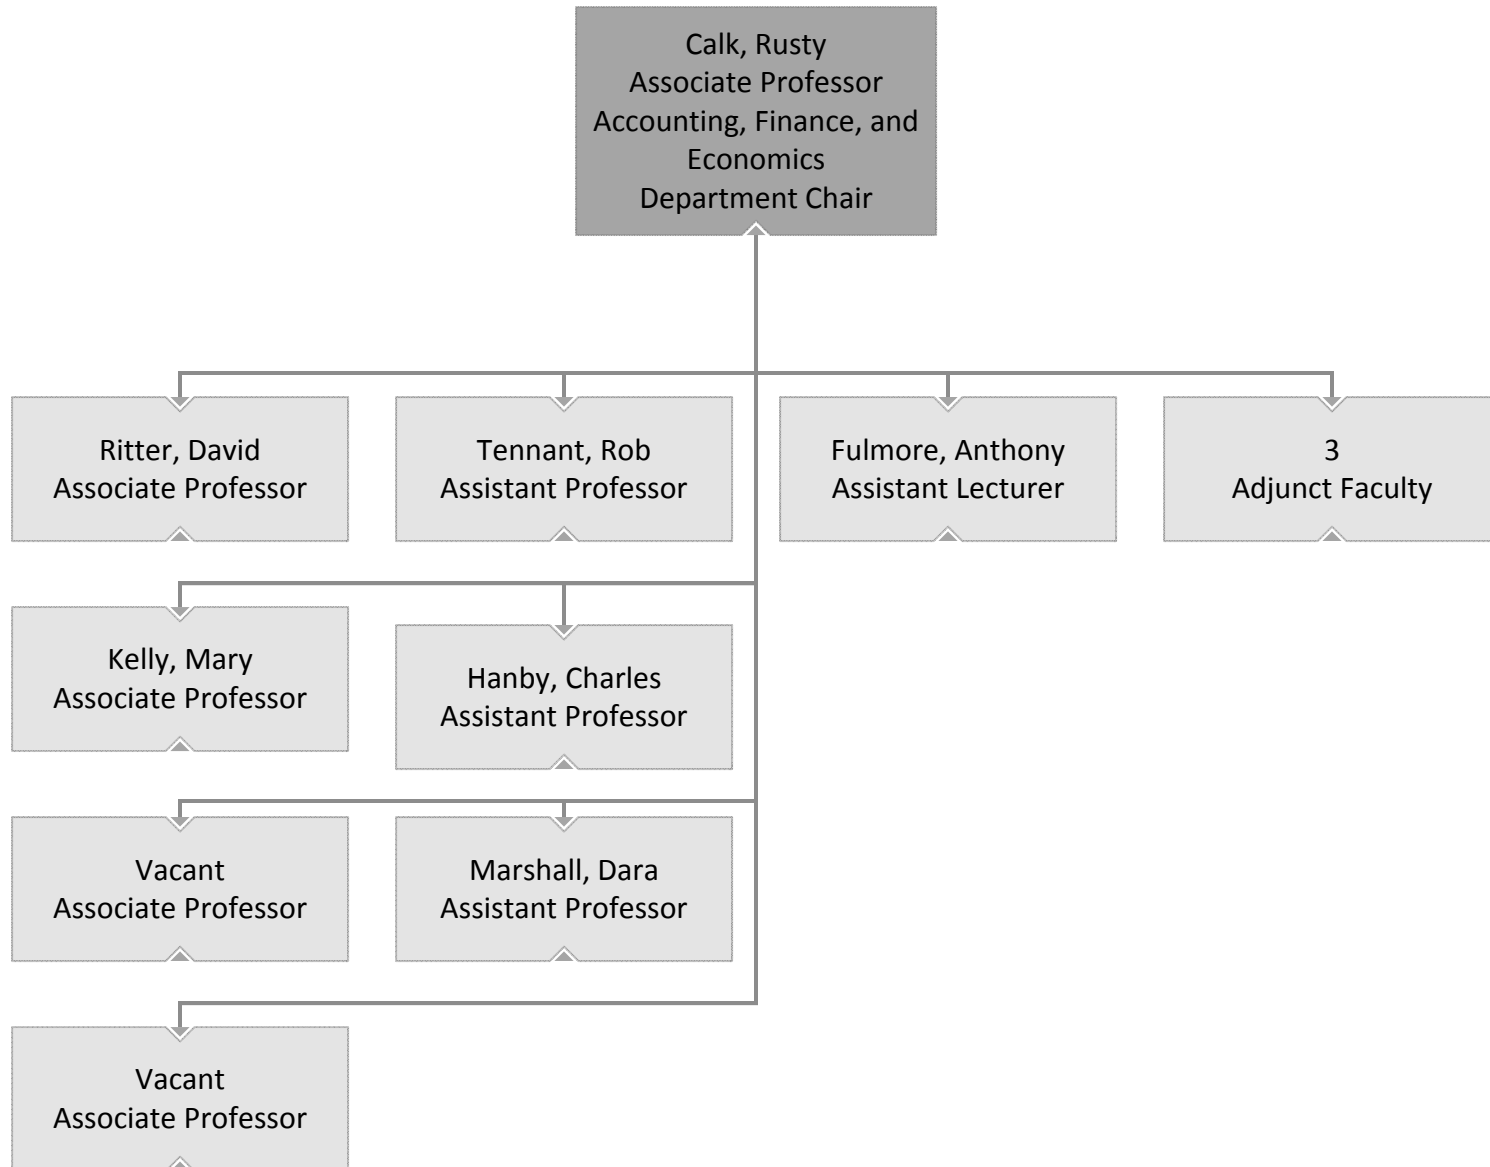 Calk, Rusty
Associate Professor
Accounting, Finance, and
Economics
Department Chair
Ritter, David
Associate Professor
Tennant, Rob
Assistant Professor
Fulmore, Anthony
Assistant Lecturer
3
Adjunct Faculty
Kelly, Mary
Associate Professor
Hanby, Charles
Assistant Professor
Vacant
Associate Professor
Marshall, Dara
Assistant Professor
Vacant
Associate Professor